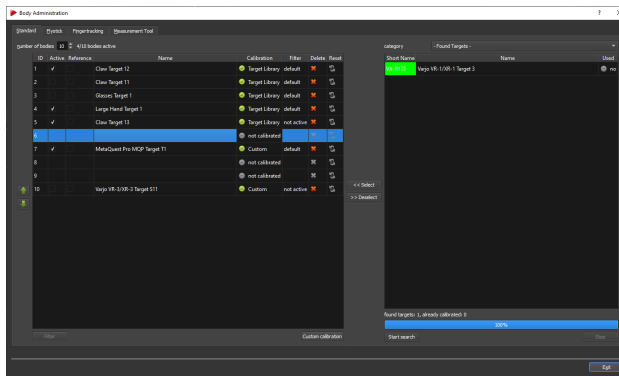 Body Administration ?
Standard Flystick Fingertracking Measurement Tool
number of bodies 10 4/10 bodies active category - Found Targets -
ID Active Reference Name Calibration Filter Delete Reset Short Name Name Used
1 Claw Target 12 Target Library default Varjo VR-1/XR-1 Target 3 no
2 Claw Target 11 Target Library default
3 Glasses Target 1 Target Library default
4 Large Hand Target 1 Target Library default
5 Claw Target 13 Target Library not active
6 not calibrated
7 MetaQuest Pro MQP Target T1 Custom default
8 not calibrated
9 not calibrated
10 Varjo VR-3/XR-3 Target S11 Custom not active
<< Select
>> Deselect
found targets: 1, already calibrated: 0
100%
Filter Custom calibration Start search Stop
Exit